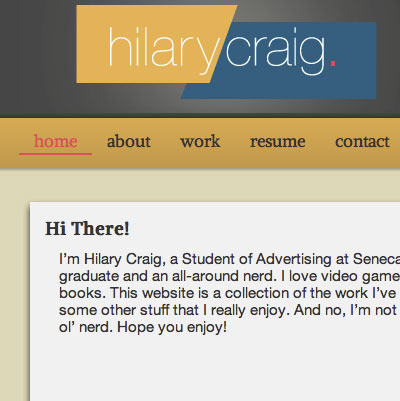 hilarycraig.
home about work resume contact
Hi There!
I'm Hilary Craig, a Student of Advertising at Seneca
graduate and an all-around nerd. I love video game
books. This website is a collection of the work I've
some other stuff that I really enjoy. And no, I'm not
ol' nerd. Hope you enjoy!